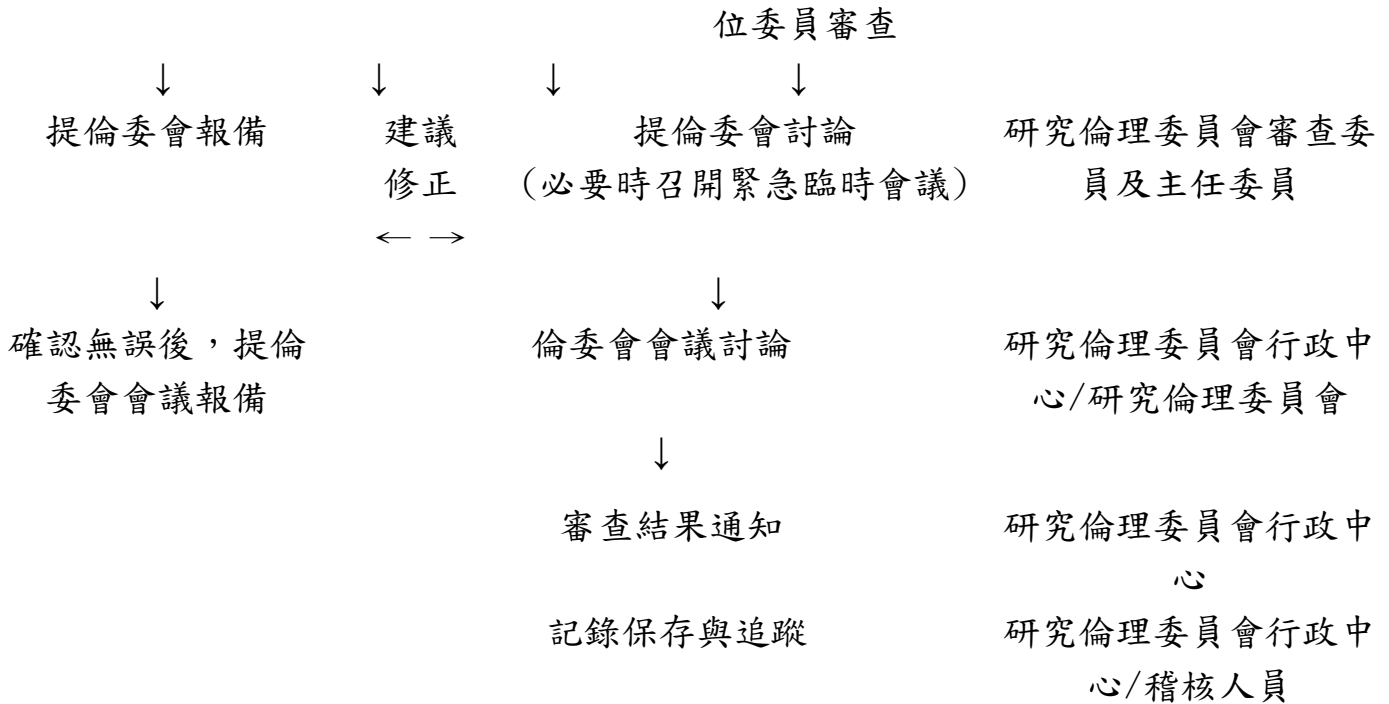 位委員審查
↓ ↓ ↓ ↓
提倫委會報備 建議 提倫委會討論 研究倫理委員會審查委
修正 (必要時召開緊急臨時會議) 員及主任委員
← →
↓ ↓
確認無誤後，提倫 倫委會會議討論 研究倫理委員會行政中
委會會議報備 心/研究倫理委員會
↓
審查結果通知 研究倫理委員會行政中
心
記錄保存與追蹤 研究倫理委員會行政中
心/稽核人員